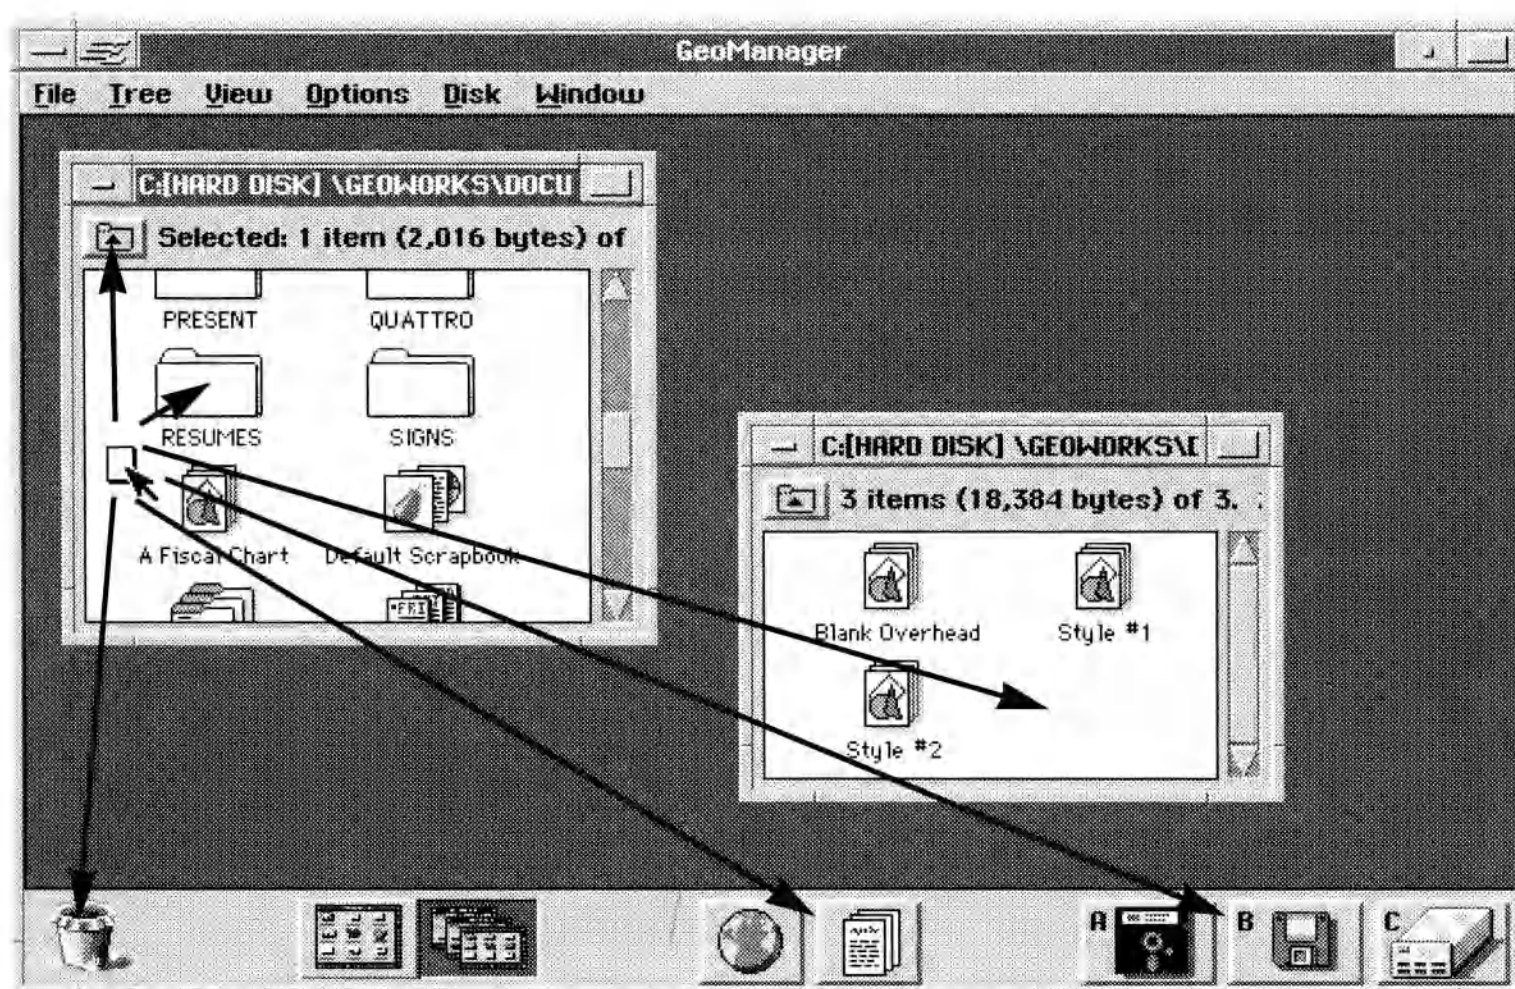 GeoManager
File Tree View Options Disk Window
C:[HARD DISK] \GEOWORKS\DOCU
Selected: 1 item (2,016 bytes) of
PRESENT QUATTRO
RESUMES SIGNS
A Fiscal Chart Default Scrapbook
FRI
C:[HARD DISK] \GEOWORKS\D
3 items (18,384 bytes) of 3.
Blank Overhead Style #1
Style #2
A B C